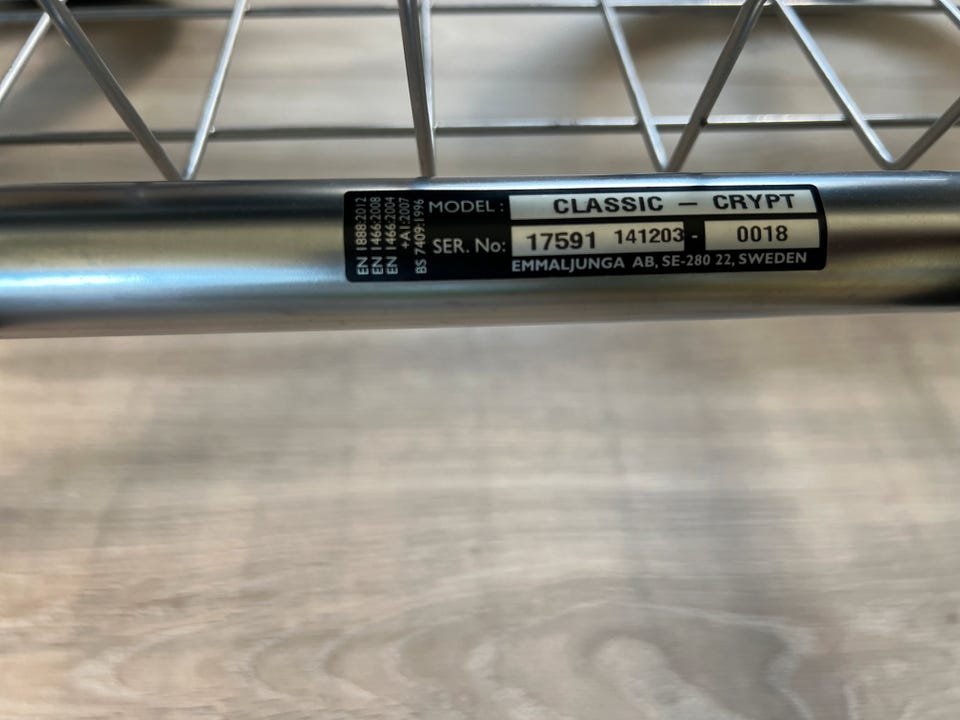 EN 1888:2012
EN 1466:2008
EN 1466:2004
+A1:2007
BS 7409:1996
MODEL : CLASSIC — CRYPT
SER. No: 17591 141203 - 0018
EMMALJUNGA AB, SE-280 22, SWEDEN